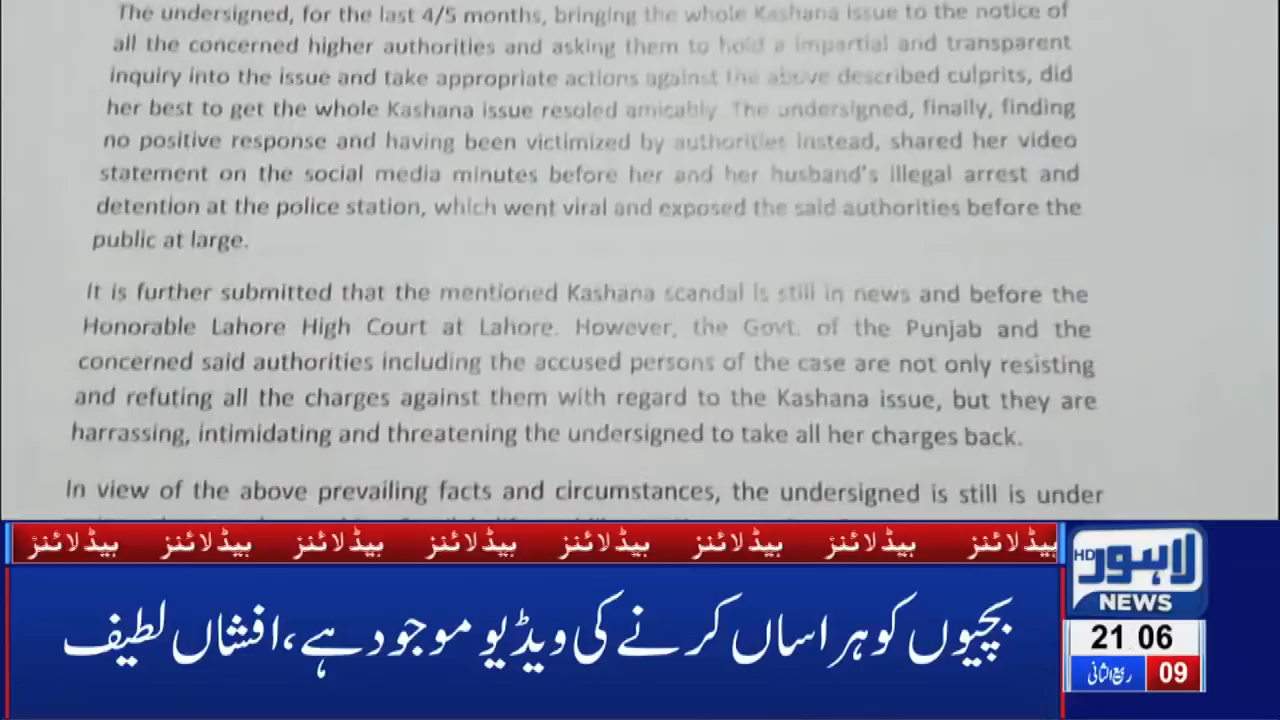 The undersigned, for the last 4/5 months, bringing the whole Kashana issue to the notice of
all the concerned higher authorities and asking them to hold a impartial and transparent
inquiry into the issue and take appropriate actions against the above described culprits, did
her best to get the whole Kashana issue resoled amicably. The undersigned, finally, finding
no positive response and having been victimized by authorities instead, shared her video
statement on the social media minutes before her and her husband's illegal arrest and
detention at the police station, which went viral and exposed the said authorities before the
public at large.
It is further submitted that the mentioned Kashana scandal is still in news and before the
Honorable Lahore High Court at Lahore. However, the Govt. of the Punjab and the
concerned said authorities including the accused persons of the case are not only resisting
and refuting all the charges against them with regard to the Kashana issue, but they are
harrassing, intimidating and threatening the undersigned to take all her charges back.
In view of the above prevailing facts and circumstances, the undersigned is still is under
ہیڈلائنز ہیڈلائنز ہیڈلائنز ہیڈلائنز ہیڈلائنز ہیڈلائنز ہیڈلائنز ہیڈلائنز
بچیوں کو ہراساں کرنے کی ویڈیو موجود ہے، افشاں لطیف
HD لاہور
NEWS
21 06
ربیع الثانی 09